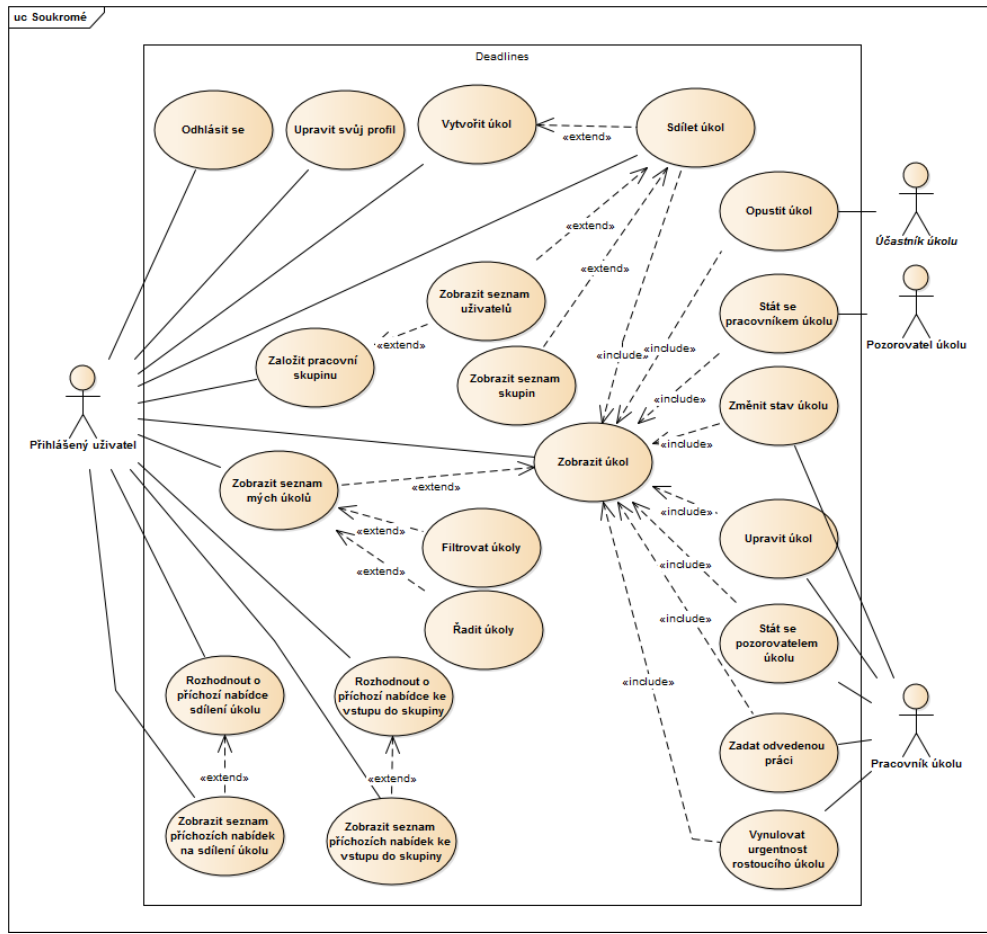 uc Soukromé
Deadlines
Odhlásit se
Upravit svůj profil
Vytvořit úkol
«extend»
Sdílet úkol
Opustit úkol
Účastník úkolu
«extend»
«extend»
Zobrazit seznam
uživatelů
Stát se
pracovníkem úkolu
Pozorovatel úkolu
«extend»
Založit pracovní
skupinu
Zobrazit seznam
skupin
«include»
«include»
«include»
Změnit stav úkolu
«include»
Přihlášený uživatel
Zobrazit úkol
Zobrazit seznam
mých úkolů
«extend»
«extend»
«extend»
Filtrovat úkoly
Řadit úkoly
«include»
Upravit úkol
«include»
«include»
«include»
Stát se
pozorovatelem
úkolu
Rozhodnout o
příchozí nabídce
sdílení úkolu
Rozhodnout o
příchozí nabídce ke
vstupu do skupiny
Zadat odvedenou
práci
Pracovník úkolu
«extend»
«extend»
Zobrazit seznam
příchozích nabídek
na sdílení úkolu
Zobrazit seznam
příchozích nabídek ke
vstupu do skupiny
Vynulovat
urgentnost
rostoucího úkolu